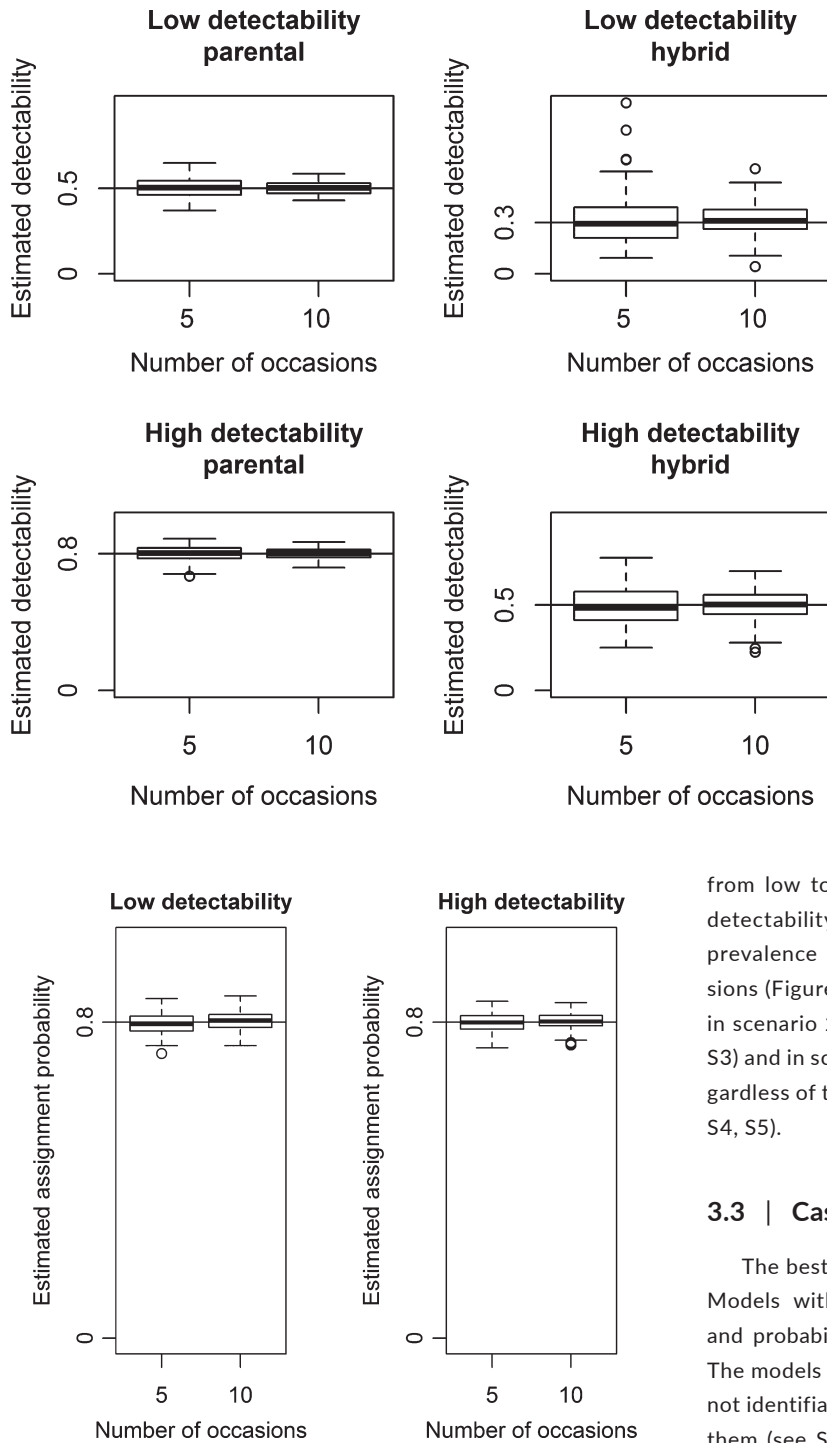 Low detectability
parental
Estimated detectability
0.5
0
5 10
Number of occasions
Low detectability
hybrid
Estimated detectability
0.3
0
5 10
Number of occasions
High detectability
parental
Estimated detectability
0.8
0
5 10
Number of occasions
High detectability
hybrid
Estimated detectability
0.5
0
5 10
Number of occasions
Low detectability
Estimated assignment probability
0.8
0
5 10
Number of occasions
High detectability
Estimated assignment probability
0.8
0
5 10
Number of occasions
from low to
detectability
prevalence
sions (Figure
in scenario
S3) and in sc
gardless of t
S4, S5).
3.3 | Cas
The best
Models with
and probabi
The models
not identifia
them (see S